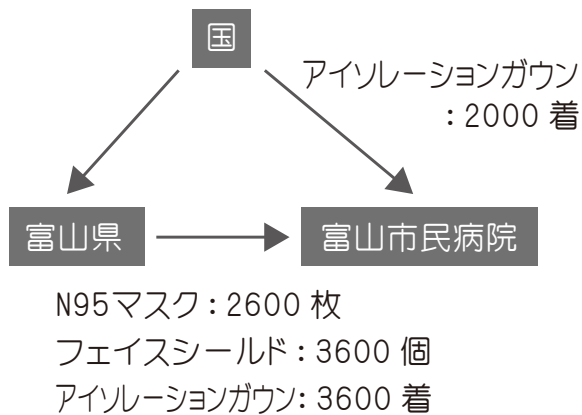 国
アイソレーションガウン
：2000 着
富山県
富山市民病院
N95マスク：2600 枚
フェイスシールド：3600 個
アイソレーションガウン：3600 着